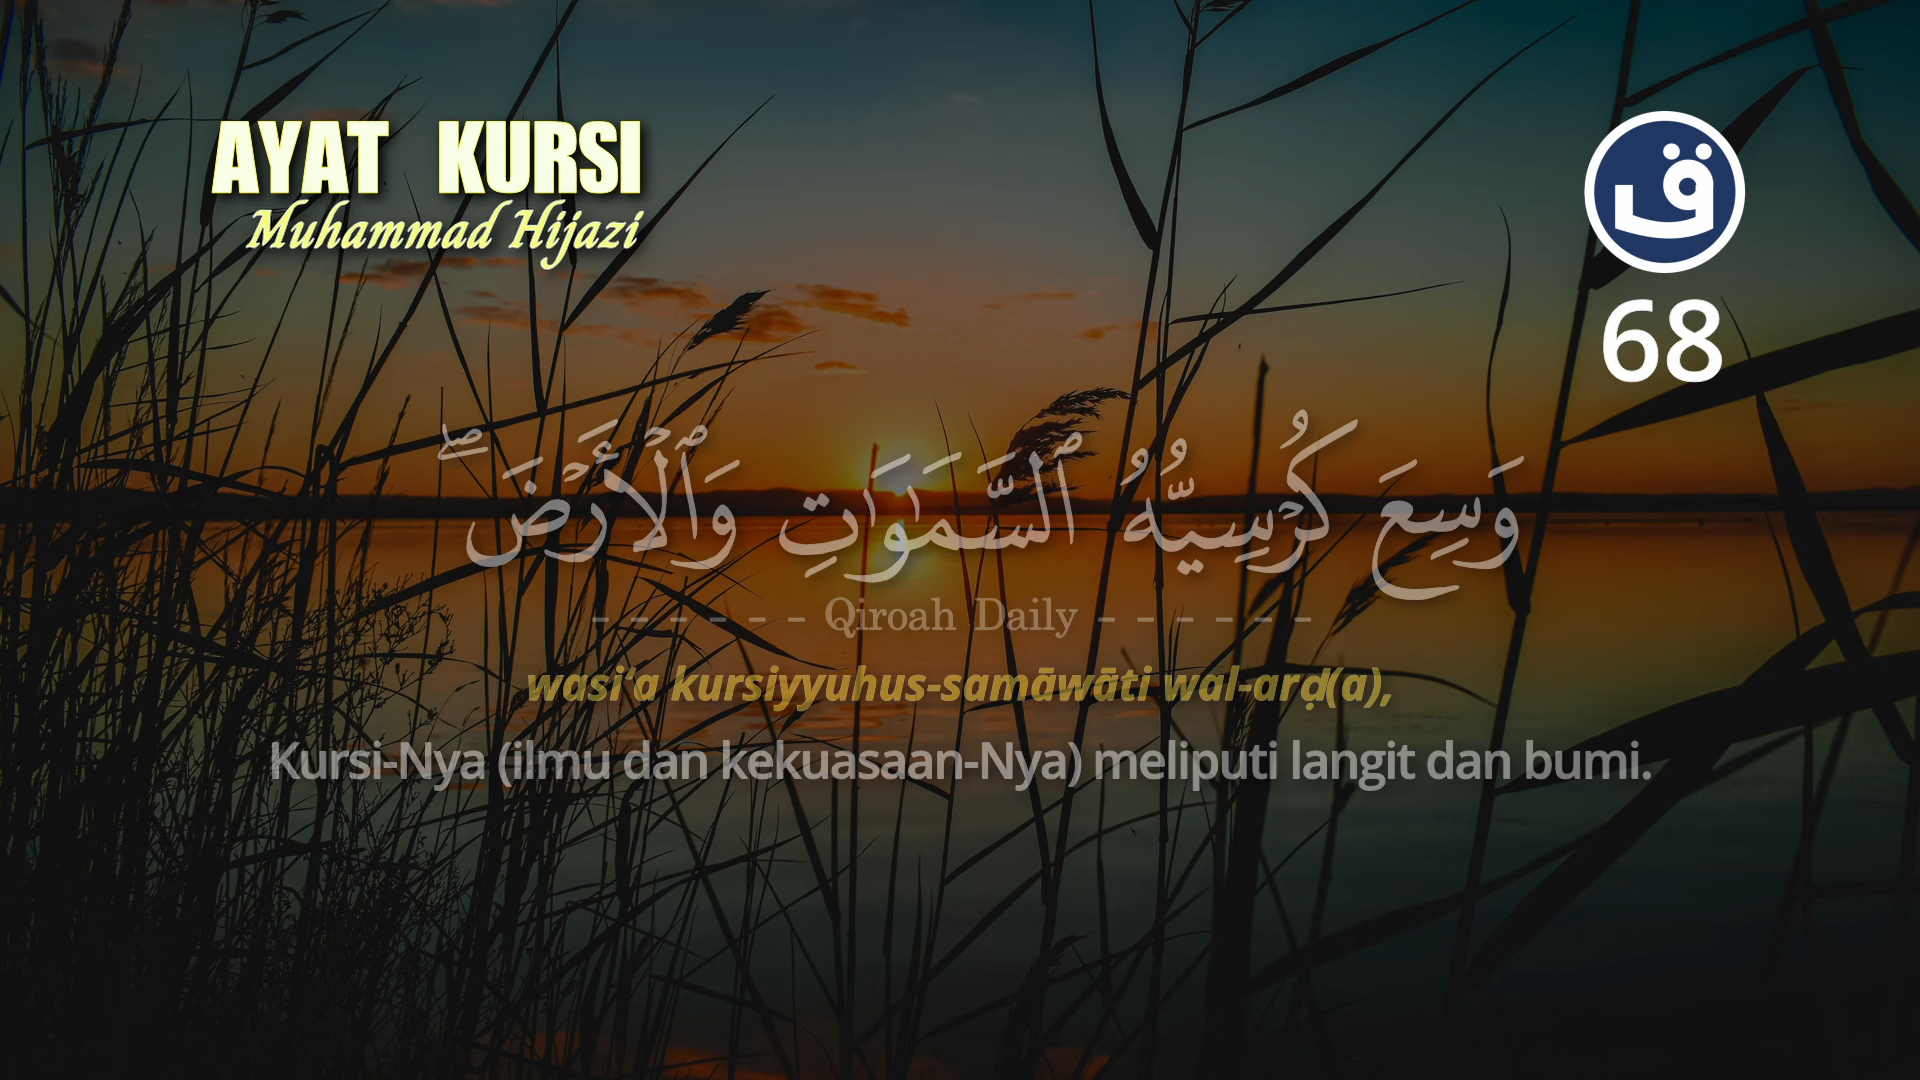 AYAT KURSI
Muhammad Hijazi
ق
68
وَسِعَ كُرْسِيُّهُ ٱلسَّمَـٰوَٰتِ وَٱلْأَرْضَ ۖ
- - - - - - Qiroah Daily - - - - - -
wasi‘a kursiyyuhus-samāwāti wal-arḍ(a),
Kursi-Nya (ilmu dan kekuasaan-Nya) meliputi langit dan bumi.